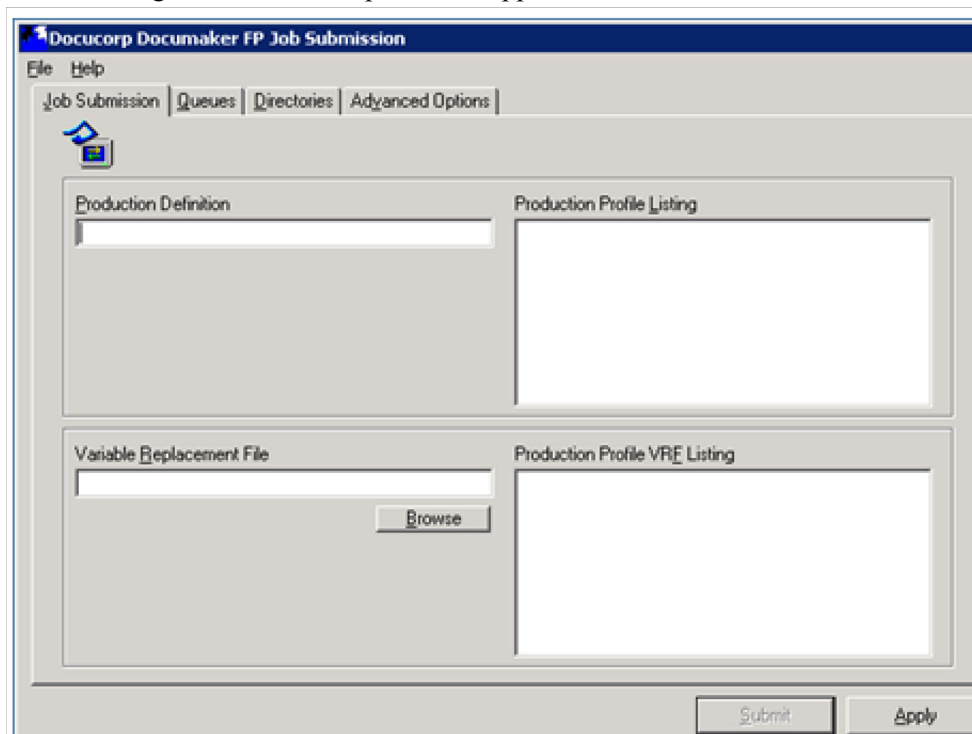 Docucorp Documaker FP Job Submission
File Help
Job Submission Queues Directories Advanced Options
Production Definition Production Profile Listing
Variable Replacement File Production Profile VRF Listing
Browse
Submit Apply